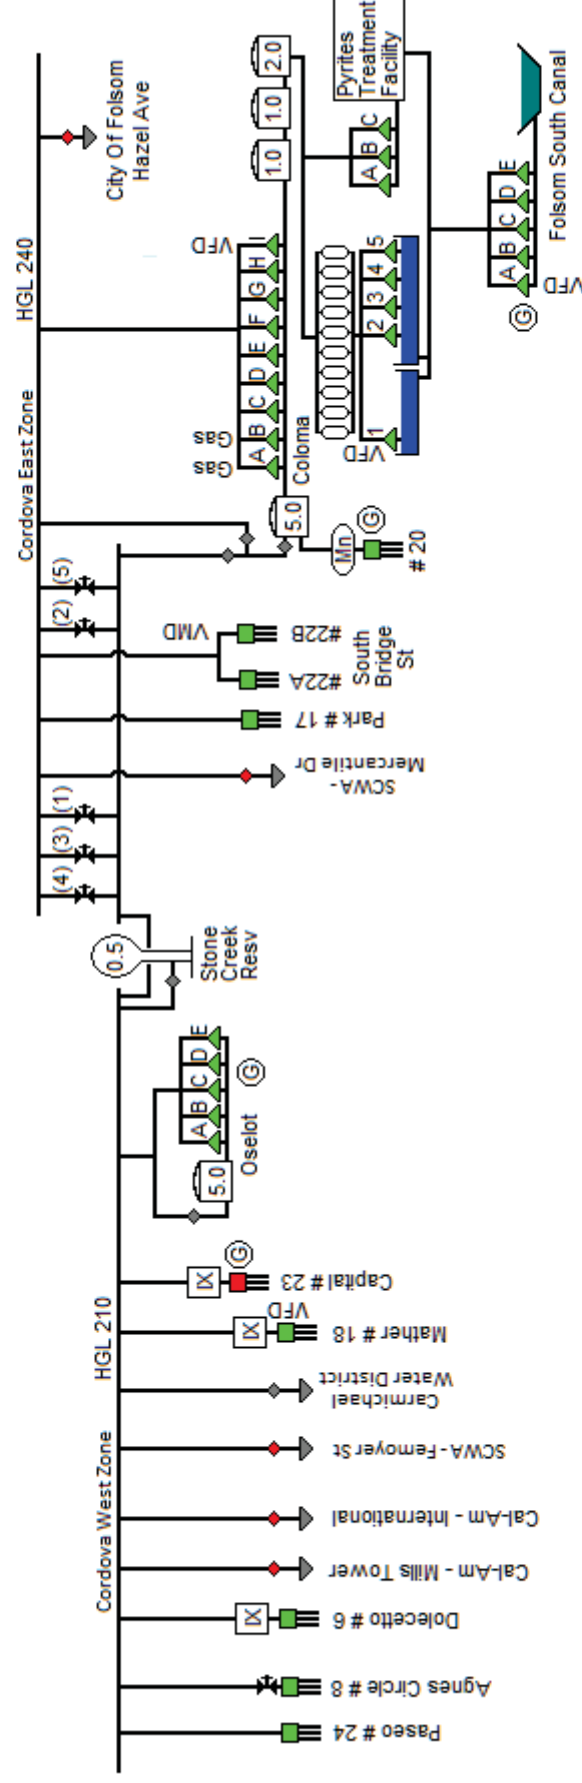 Cordova West Zone
HGL 210
Cordova East Zone
HGL 240
Paseo # 24
Agnes Circle # 8
IX
Dolecetto # 6
Cal-Am - Mills Tower
Cal-Am - International
SCWA - Femoyer St
Carmichael
Water District
IX
VFD
Mather # 18
IX
G
Capital # 23
5.0
A B C D E
G
Oselot
0.5
Stone
Creek
Resv
(4)
(3)
(1)
(2)
(5)
SCWA -
Mercantile Dr
Park # 17
VMD
#22A
#22B
South
Bridge
St
5.0
Mn
G
# 20
Gas
Gas
A B C D E F G H I
VFD
Coloma
1.0
1.0
2.0
City Of Folsom
Hazel Ave
VFD
1 2 3 4 5
A B C
Pyrites
Treatment
Facility
G
VFD
A B C D E
Folsom South Canal